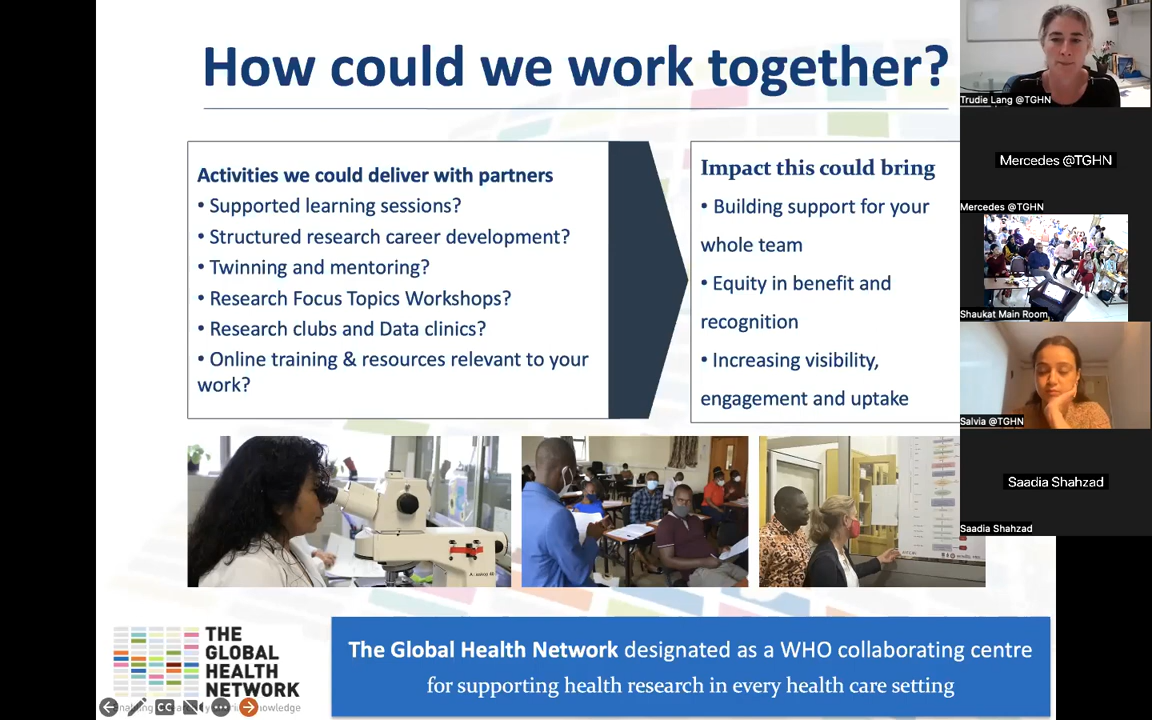 How could we work together?
Activities we could deliver with partners
• Supported learning sessions?
• Structured research career development?
• Twinning and mentoring?
• Research Focus Topics Workshops?
• Research clubs and Data clinics?
• Online training & resources relevant to your
work?
Impact this could bring
• Building support for your
whole team
• Equity in benefit and
recognition
• Increasing visibility,
engagement and uptake
Trudie Lang @TGHN
Mercedes @TGHN
Mercedes @TGHN
Shaukat Main Room
Salvia @TGHN
Saadia Shahzad
Saadia Shahzad
THE
GLOBAL
HEALTH
NETWORK
CC
The Global Health Network designated as a WHO collaborating centre
for supporting health research in every health care setting